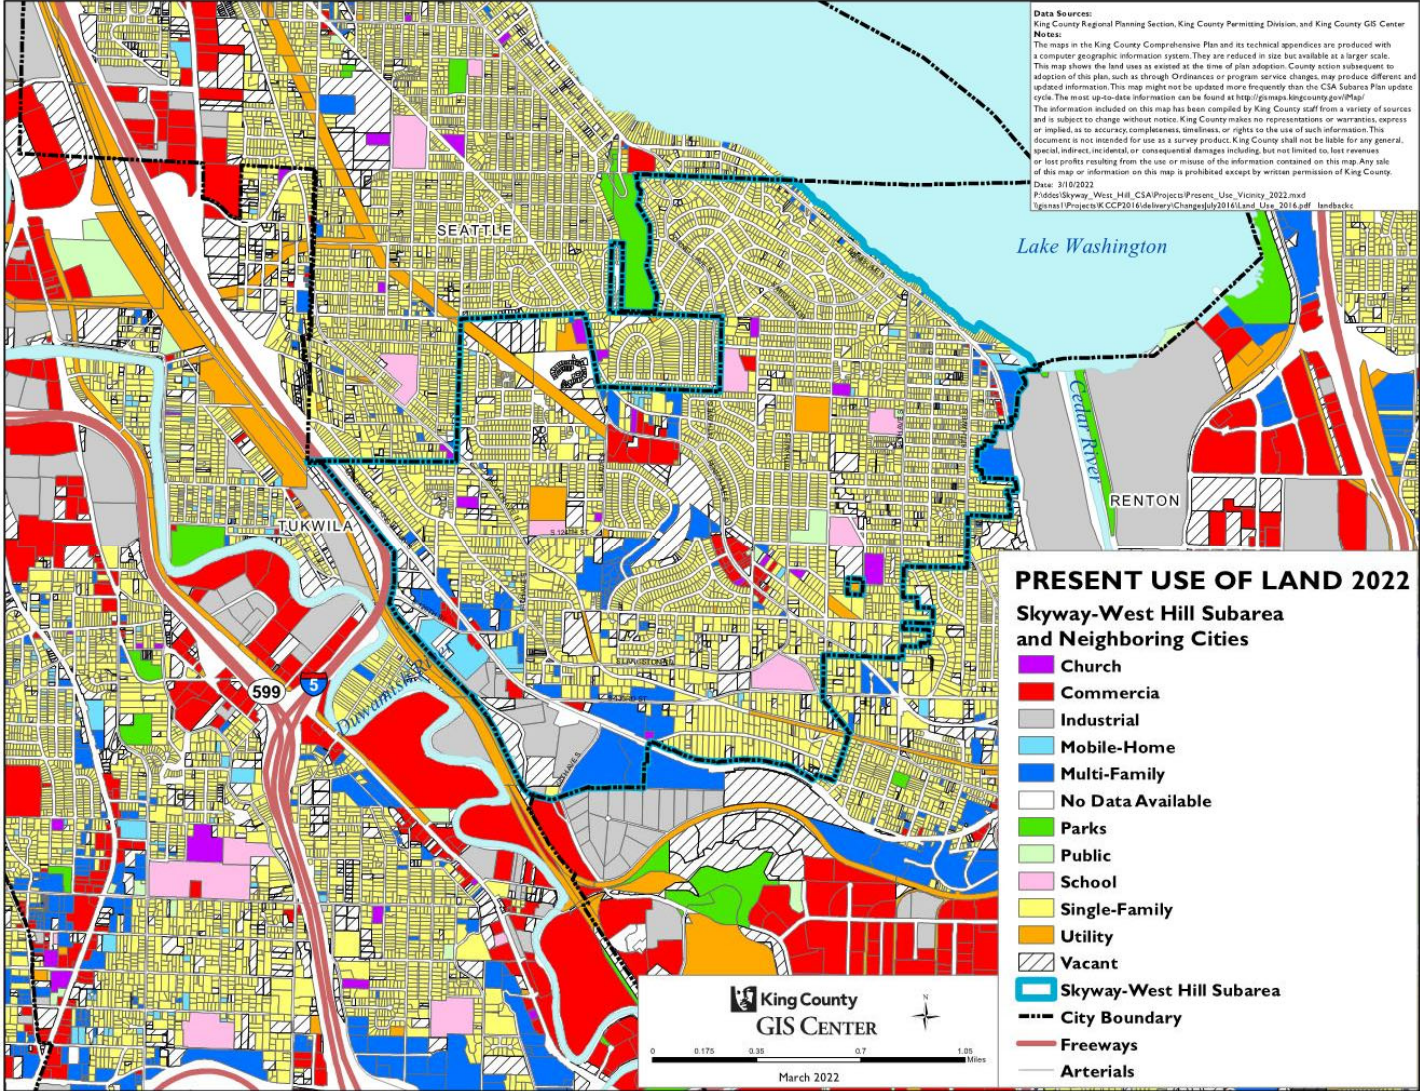 Data Sources:
King County Regional Planning Section, King County Permitting Division, and King County GIS Center
Notes:
The maps in the King County Comprehensive Plan and its technical appendices are produced with
a computer geographic information system. They are reduced in size but available at a larger scale.
This map shows the land uses as existed at the time of plan adoption. County action subsequent to
adoption of this plan, such as through Ordinances or program service changes, may produce different and
updated information. This map might not be updated more frequently than the CSA Subarea Plan update
cycle. The most up-to-date information can be found at http://gismaps.kingcounty.gov/iMap/
The information included on this map has been compiled by King County staff from a variety of sources
and is subject to change without notice. King County makes no representations or warranties, express
or implied, as to accuracy, completeness, timeliness, or rights to the use of such information. This
document is not intended for use as a survey product. King County shall not be liable for any general,
special, indirect, incidental, or consequential damages including, but not limited to, lost revenues
or lost profits resulting from the use or misuse of the information contained on this map. Any sale
of this map or information on this map is prohibited except by written permission of King County.
Date: 3/10/2022
P:\ddes\Skyway_West_Hill_CSA\Projects\Present_Use_Vicinity_2022.mxd
\\gisnas1\Projects\KCCP2016\delivery\ChangesJuly2016\Land_Use_2016.pdf landbackc
SEATTLE
Lake Washington
Cedar River
RENTON
TUKWILA
S 124TH ST
599
5
Duwamish River
PRESENT USE OF LAND 2022
Skyway-West Hill Subarea
and Neighboring Cities
Church
Commercia
Industrial
Mobile-Home
Multi-Family
No Data Available
Parks
Public
School
Single-Family
Utility
Vacant
Skyway-West Hill Subarea
City Boundary
Freeways
Arterials
King County
GIS CENTER
N
0 0.175 0.35 0.7 1.05
Miles
March 2022